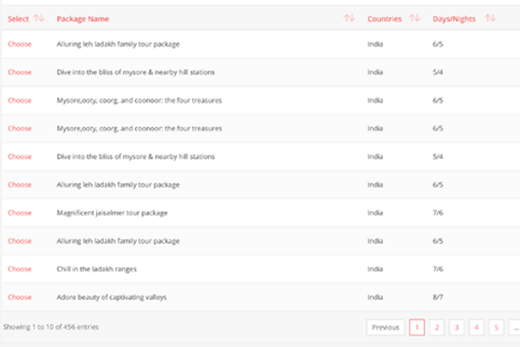 Select Package Name Countries Days/Nights
Choose Alluring leh ladakh family tour package India 6/5
Choose Dive into the bliss of mysore & nearby hill stations India 5/4
Choose Mysore,ooty, coorg, and coonoor: the four treasures India 6/5
Choose Mysore,ooty, coorg, and coonoor: the four treasures India 6/5
Choose Dive into the bliss of mysore & nearby hill stations India 5/4
Choose Alluring leh ladakh family tour package India 6/5
Choose Magnificent jaisalmer tour package India 7/6
Choose Alluring leh ladakh family tour package India 6/5
Choose Chill in the ladakh ranges India 7/6
Choose Adore beauty of captivating valleys India 8/7
Showing 1 to 10 of 456 entries Previous 1 2 3 4 5 ...